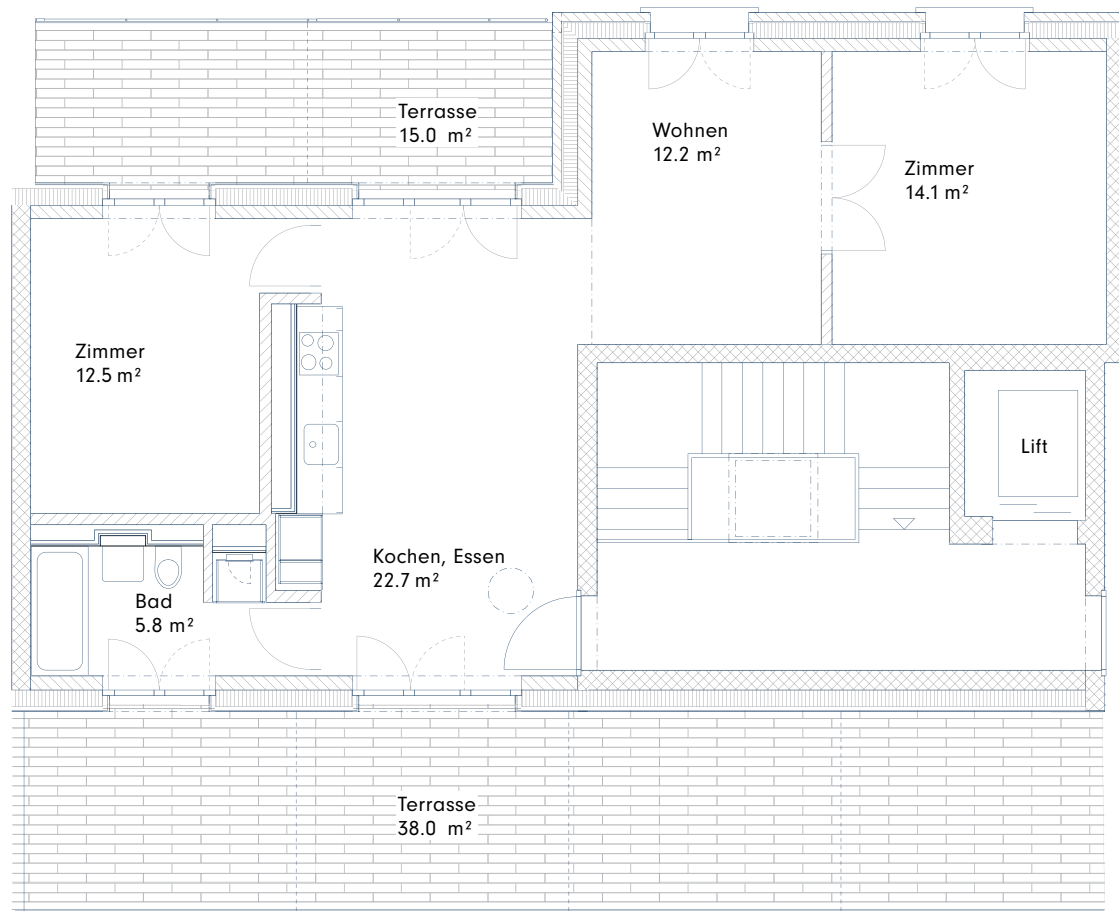 Terrasse
15.0 m²
Wohnen
12.2 m²
Zimmer
14.1 m²
Zimmer
12.5 m²
Lift
Kochen, Essen
22.7 m²
Bad
5.8 m²
Terrasse
38.0 m²